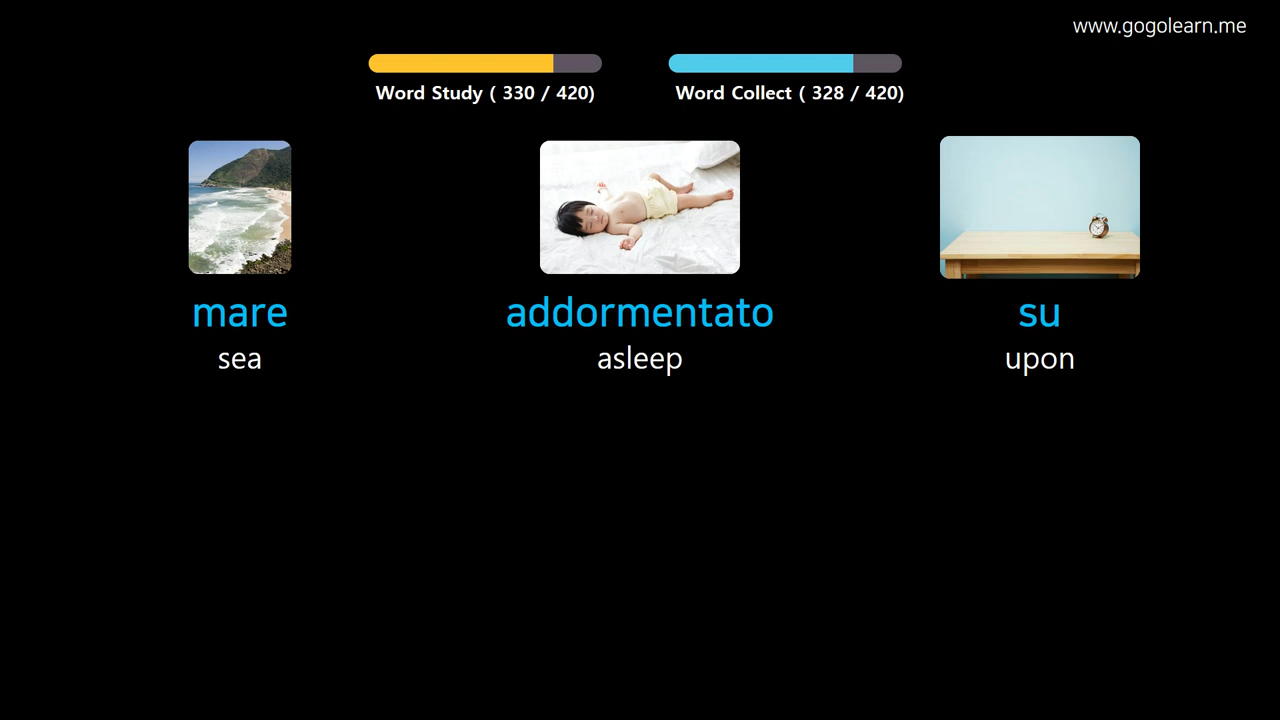 www.gogolearn.me
Word Study ( 330 / 420)
Word Collect ( 328 / 420)
mare
addormentato
su
sea
asleep
upon